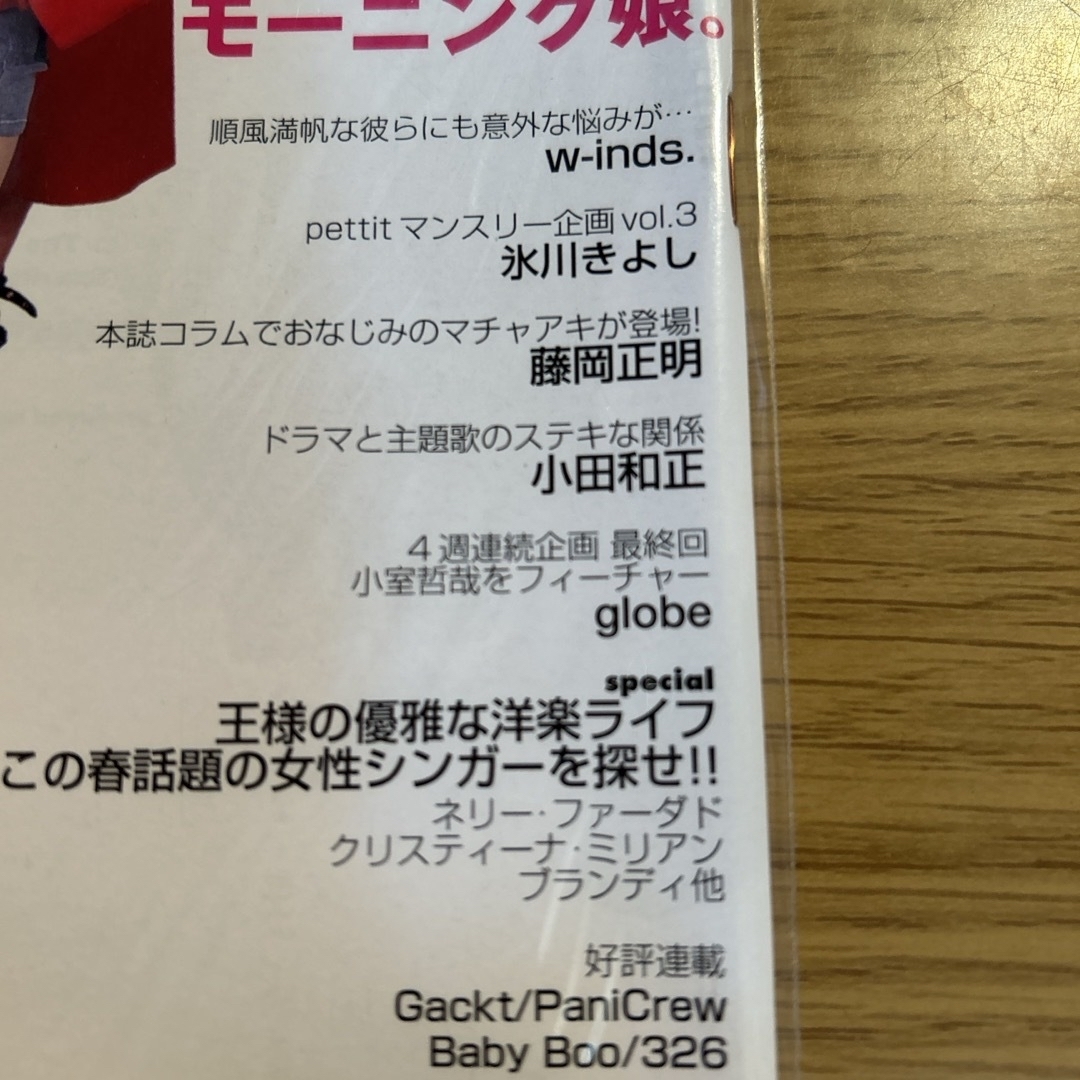 モーニング娘。
順風満帆な彼らにも意外な悩みが…
w-inds.
pettit マンスリー企画 vol.3
氷川きよし
本誌コラムでおなじみのマチャアキが登場!
藤岡正明
ドラマと主題歌のステキな関係
小田和正
4週連続企画 最終回
小室哲哉をフィーチャー
globe
special
王様の優雅な洋楽ライフ
この春話題の女性シンガーを探せ!!
ネリー・ファーダド
クリスティーナ・ミリアン
ブランディ他
好評連載
Gackt/PaniCrew
Baby Boo/326